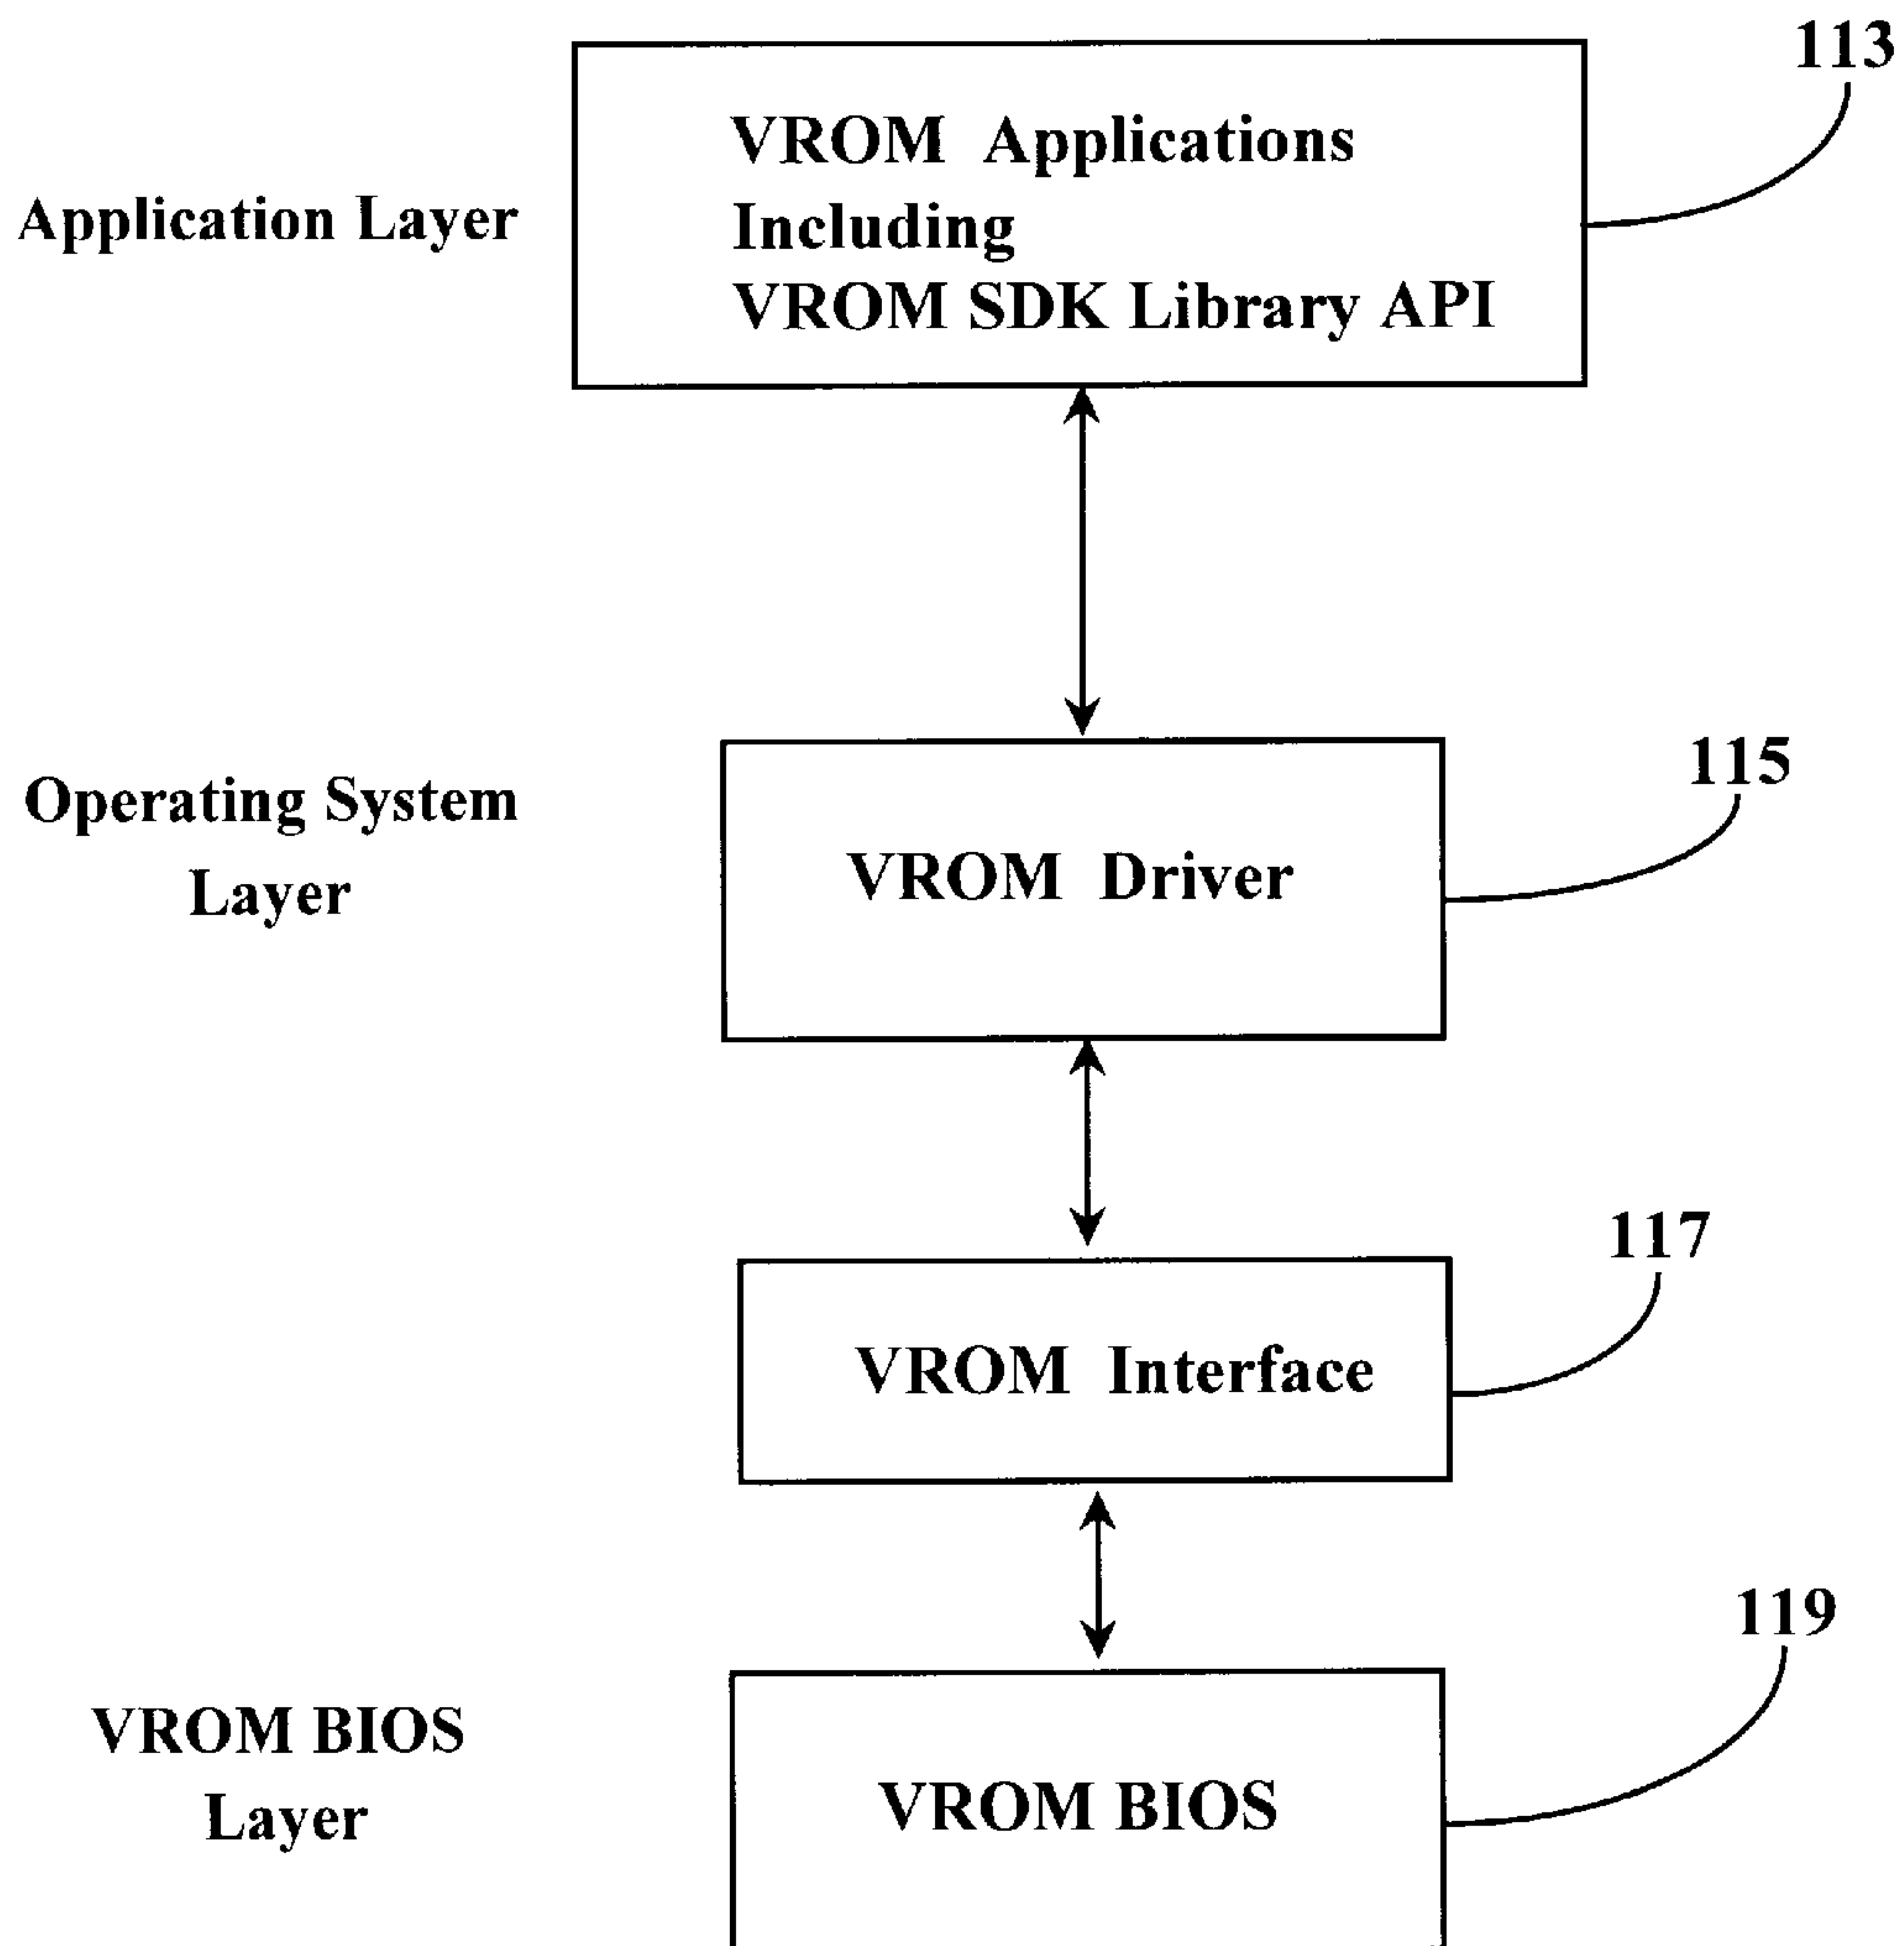 113
VROM Applications
Including
VROM SDK Library API
Application Layer
115
Operating System
Layer
VROM Driver
117
VROM Interface
119
VROM BIOS
Layer
VROM BIOS